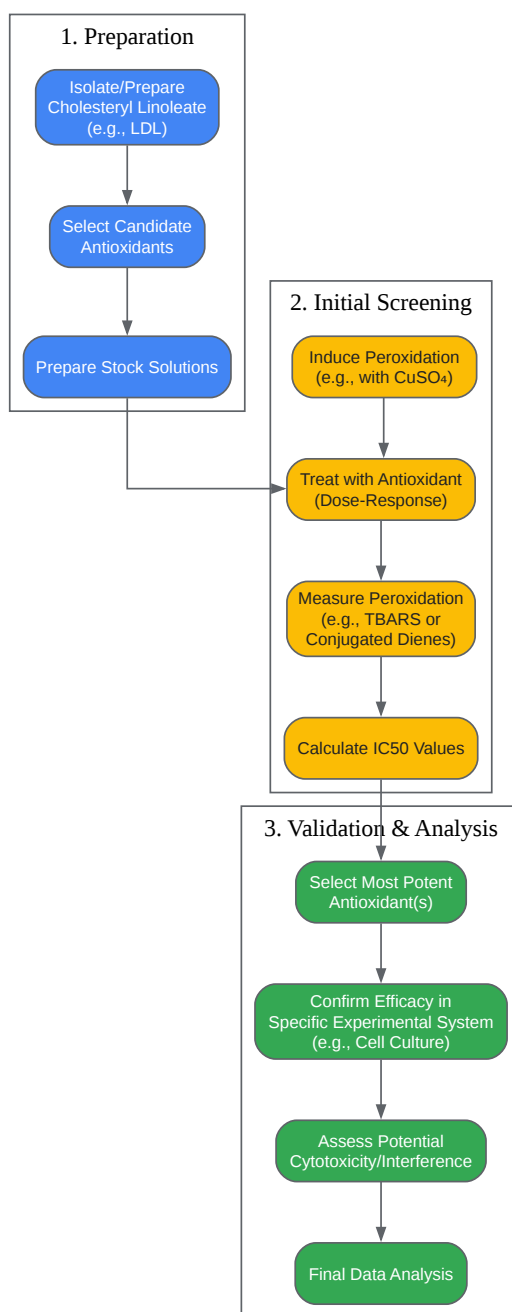 1. Preparation
Isolate/Prepare
Cholesteryl Linoleate
(e.g., LDL)
Select Candidate
Antioxidants
Prepare Stock Solutions
2. Initial Screening
Induce Peroxidation
(e.g., with CuSO₄)
Treat with Antioxidant
(Dose-Response)
Measure Peroxidation
(e.g., TBARS or
Conjugated Dienes)
Calculate IC50 Values
3. Validation & Analysis
Select Most Potent
Antioxidant(s)
Confirm Efficacy in
Specific Experimental System
(e.g., Cell Culture)
Assess Potential
Cytotoxicity/Interference
Final Data Analysis